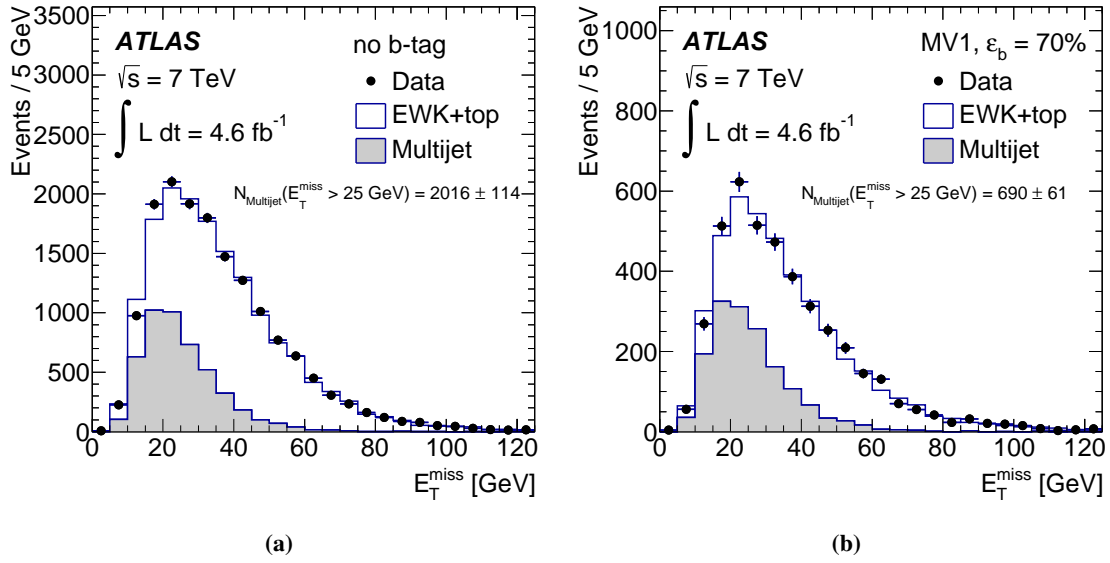 Events / 5 GeV
3500
3000
2500
2000
1500
1000
500
0
0 20 40 60 80 100 120
E_T^miss [GeV]
ATLAS
√s = 7 TeV
∫ L dt = 4.6 fb⁻¹
no b-tag
Data
EWK+top
Multijet
N_Multijet(E_T^miss > 25 GeV) = 2016 ± 114
(a)
Events / 5 GeV
1000
800
600
400
200
0
0 20 40 60 80 100 120
E_T^miss [GeV]
ATLAS
√s = 7 TeV
∫ L dt = 4.6 fb⁻¹
MV1, ε_b = 70%
Data
EWK+top
Multijet
N_Multijet(E_T^miss > 25 GeV) = 690 ± 61
(b)